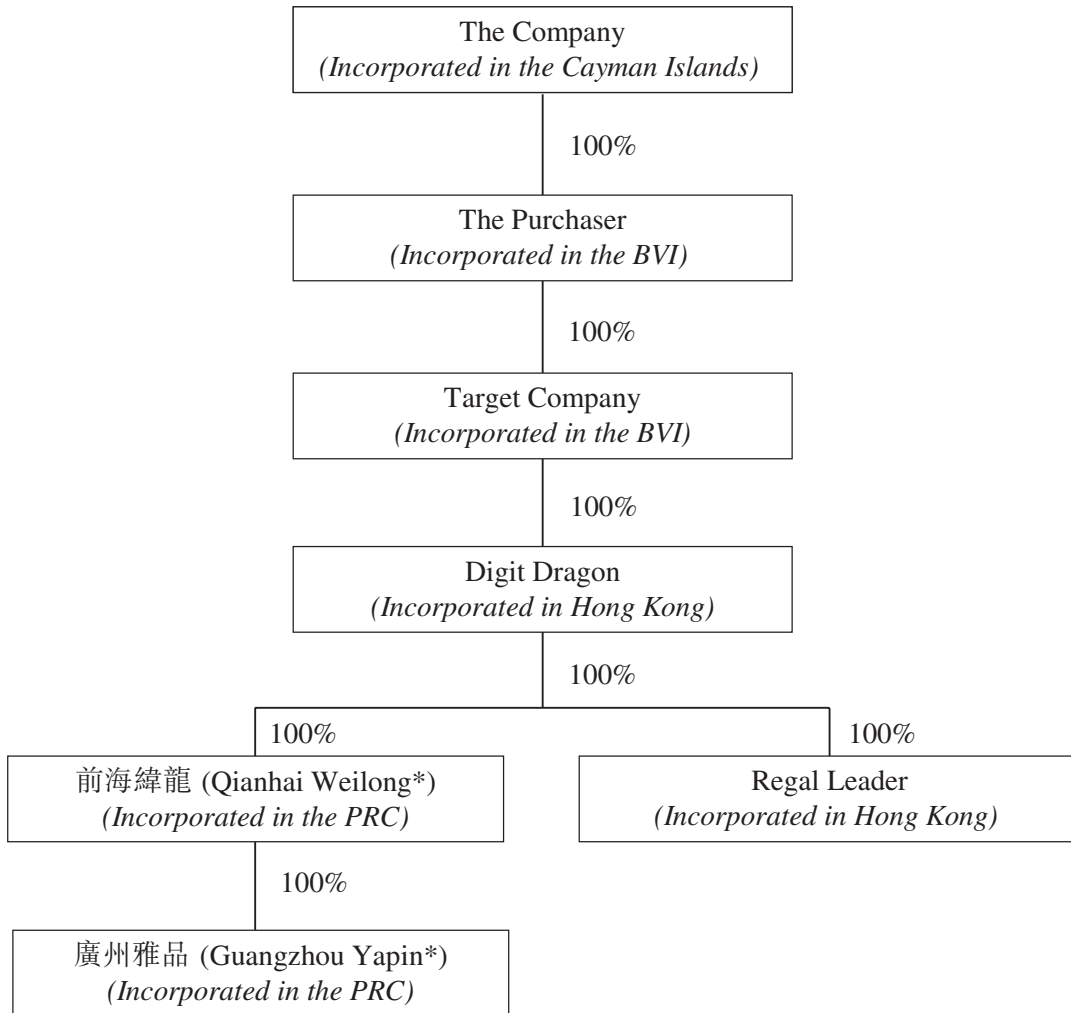 The Company
(Incorporated in the Cayman Islands)
100%
The Purchaser
(Incorporated in the BVI)
100%
Target Company
(Incorporated in the BVI)
100%
Digit Dragon
(Incorporated in Hong Kong)
100%
100%
100%
前海緯龍 (Qianhai Weilong*)
(Incorporated in the PRC)
Regal Leader
(Incorporated in Hong Kong)
100%
廣州雅品 (Guangzhou Yapin*)
(Incorporated in the PRC)